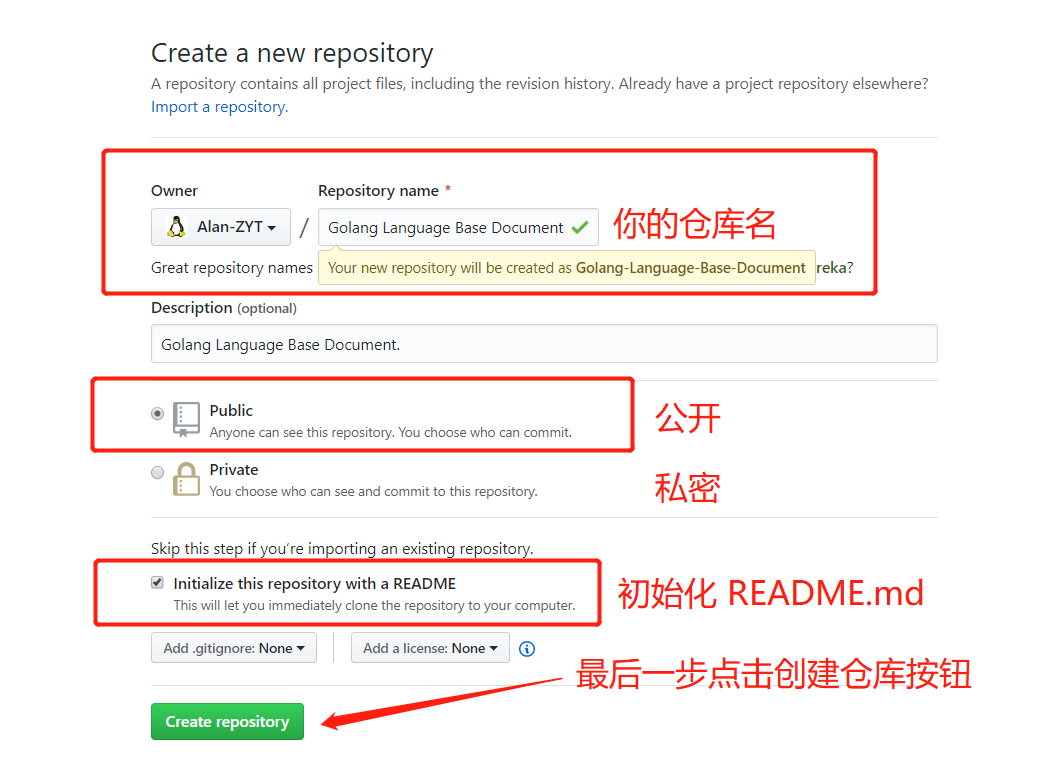 Create a new repository
A repository contains all project files, including the revision history. Already have a project repository elsewhere?
Import a repository.
Owner
Repository name *
Alan-ZYT
/
Golang Language Base Document
你的仓库名
Great repository names
Your new repository will be created as Golang-Language-Base-Document
reka?
Description (optional)
Golang Language Base Document.
Public
Anyone can see this repository. You choose who can commit.
公开
Private
You choose who can see and commit to this repository.
私密
Skip this step if you’re importing an existing repository.
Initialize this repository with a README
This will let you immediately clone the repository to your computer.
初始化 README.md
Add .gitignore: None
Add a license: None
最后一步点击创建仓库按钮
Create repository